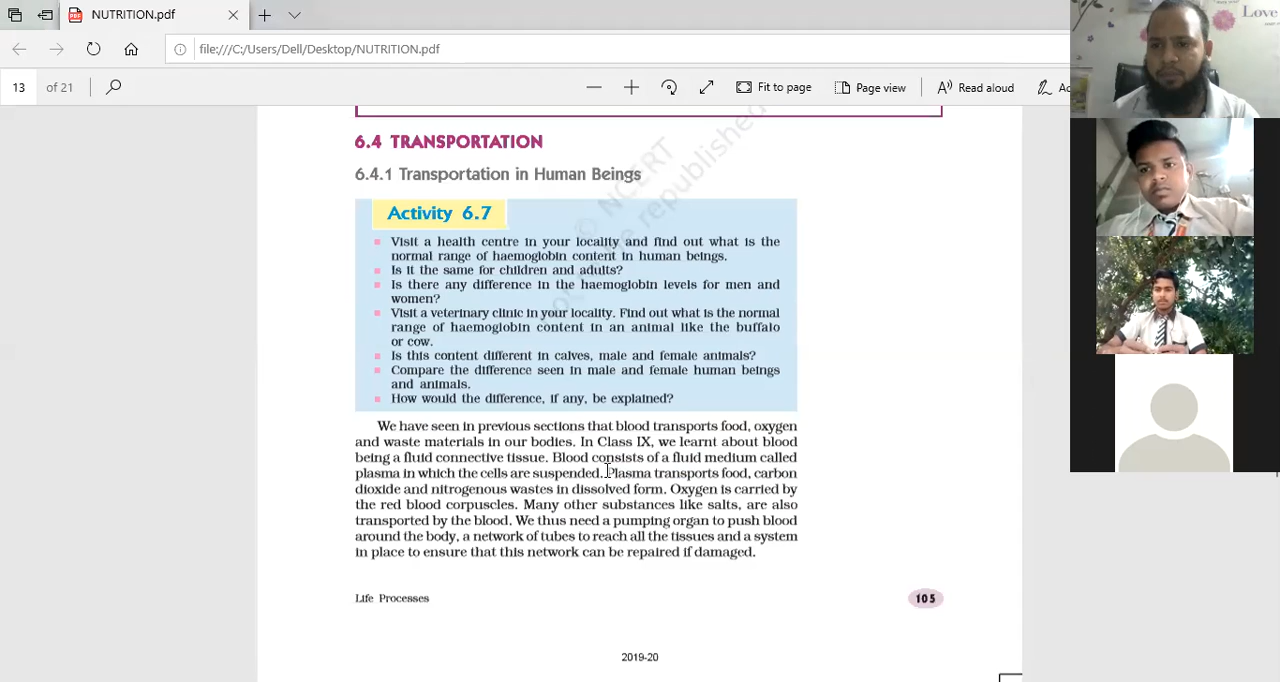 NUTRITION.pdf
file:///C:/Users/Dell/Desktop/NUTRITION.pdf
13 of 21
Fit to page
Page view
Read aloud
Love
© NCERT
republished
6.4 TRANSPORTATION
6.4.1 Transportation in Human Beings
Activity 6.7
Visit a health centre in your locality and find out what is the
normal range of haemoglobin content in human beings.
Is it the same for children and adults?
Is there any difference in the haemoglobin levels for men and
women?
Visit a veterinary clinic in your locality. Find out what is the normal
range of haemoglobin content in an animal like the buffalo
or cow.
Is this content different in calves, male and female animals?
Compare the difference seen in male and female human beings
and animals.
How would the difference, if any, be explained?
We have seen in previous sections that blood transports food, oxygen
and waste materials in our bodies. In Class IX, we learnt about blood
being a fluid connective tissue. Blood consists of a fluid medium called
plasma in which the cells are suspended. Plasma transports food, carbon
dioxide and nitrogenous wastes in dissolved form. Oxygen is carried by
the red blood corpuscles. Many other substances like salts, are also
transported by the blood. We thus need a pumping organ to push blood
around the body, a network of tubes to reach all the tissues and a system
in place to ensure that this network can be repaired if damaged.
Life Processes
105
2019-20